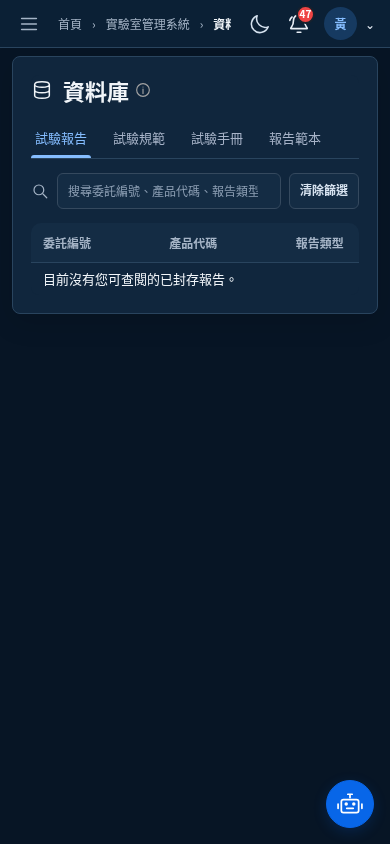 首頁 › 實驗室管理系統 › 資料
47
黃
資料庫
試驗報告 試驗規範 試驗手冊 報告範本
搜尋委託編號、產品代碼、報告類型
清除篩選
委託編號 產品代碼 報告類型
目前沒有您可查閱的已封存報告。